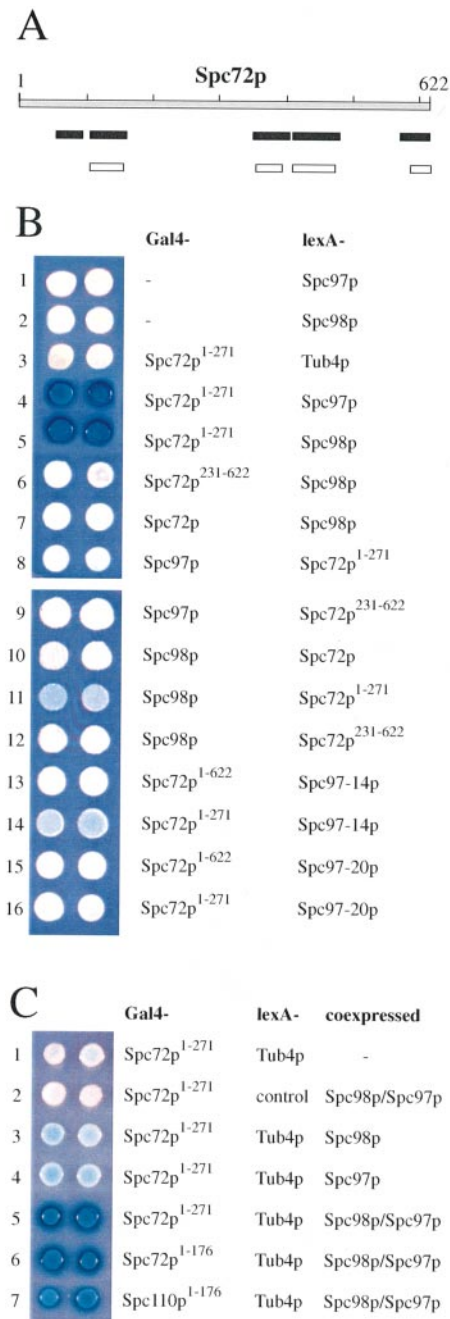 A
1 Spc72p 622
B
Gal4- lexA-
1 - Spc97p
2 - Spc98p
3 Spc72p1-271 Tub4p
4 Spc72p1-271 Spc97p
5 Spc72p1-271 Spc98p
6 Spc72p231-622 Spc98p
7 Spc72p Spc98p
8 Spc97p Spc72p1-271
9 Spc97p Spc72p231-622
10 Spc98p Spc72p
11 Spc98p Spc72p1-271
12 Spc98p Spc72p231-622
13 Spc72p1-622 Spc97-14p
14 Spc72p1-271 Spc97-14p
15 Spc72p1-622 Spc97-20p
16 Spc72p1-271 Spc97-20p
C
Gal4- lexA- coexpressed
1 Spc72p1-271 Tub4p -
2 Spc72p1-271 control Spc98p/Spc97p
3 Spc72p1-271 Tub4p Spc98p
4 Spc72p1-271 Tub4p Spc97p
5 Spc72p1-271 Tub4p Spc98p/Spc97p
6 Spc72p1-176 Tub4p Spc98p/Spc97p
7 Spc110p1-176 Tub4p Spc98p/Spc97p